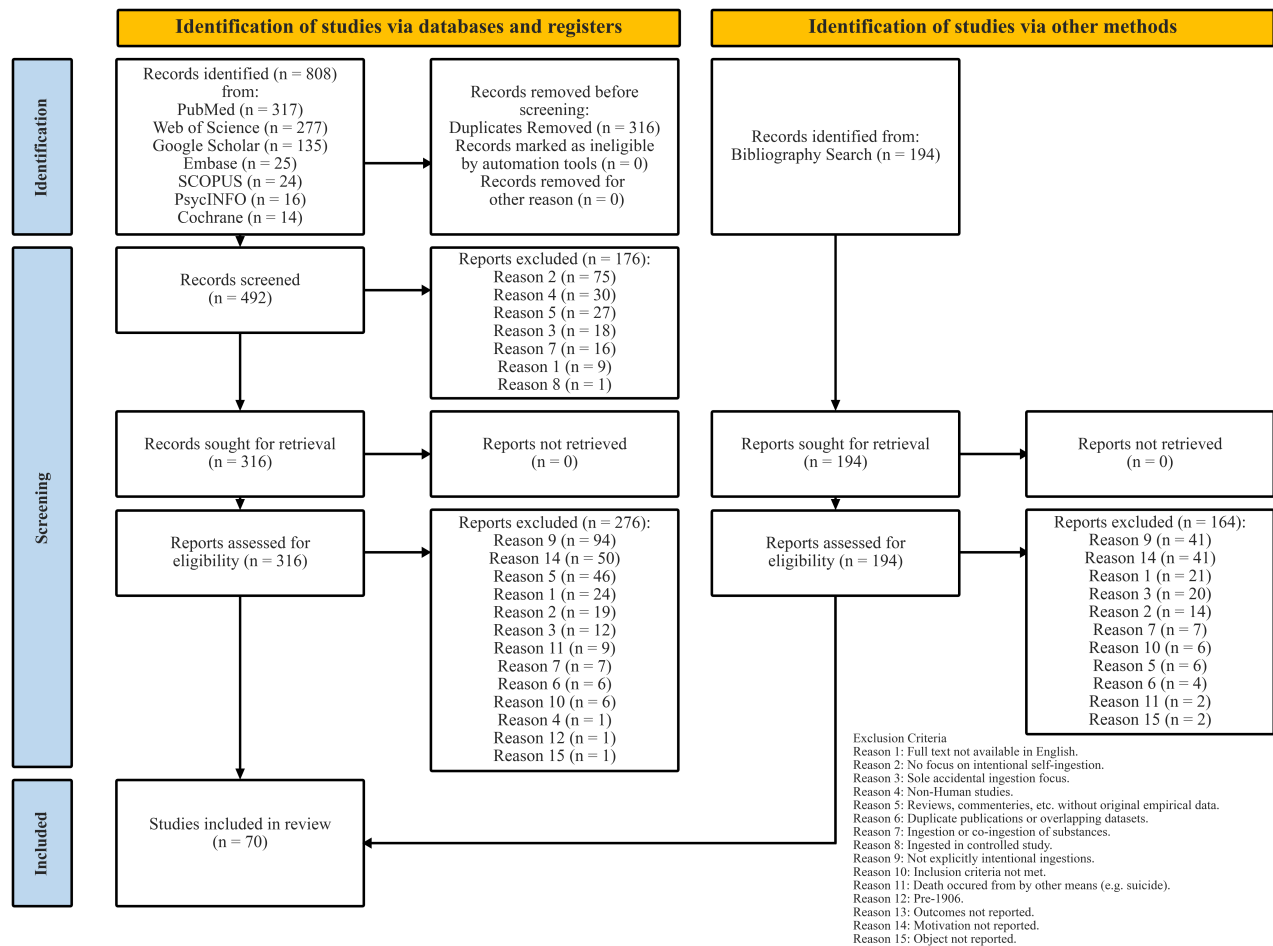 Identification of studies via databases and registers
Identification of studies via other methods
Identification
Records identified (n = 808)
from:
PubMed (n = 317)
Web of Science (n = 277)
Google Scholar (n = 135)
Embase (n = 25)
SCOPUS (n = 24)
PsycINFO (n = 16)
Cochrane (n = 14)
Records removed before
screening:
Duplicates Removed (n = 316)
Records marked as ineligible
by automation tools (n = 0)
Records removed for
other reason (n = 0)
Records identified from:
Bibliography Search (n = 194)
Screening
Records screened
(n = 492)
Reports excluded (n = 176):
Reason 2 (n = 75)
Reason 4 (n = 30)
Reason 5 (n = 27)
Reason 3 (n = 18)
Reason 7 (n = 16)
Reason 1 (n = 9)
Reason 8 (n = 1)
Records sought for retrieval
(n = 316)
Reports not retrieved
(n = 0)
Reports sought for retrieval
(n = 194)
Reports not retrieved
(n = 0)
Reports assessed for
eligibility (n = 316)
Reports excluded (n = 276):
Reason 9 (n = 94)
Reason 14 (n = 50)
Reason 5 (n = 46)
Reason 1 (n = 24)
Reason 2 (n = 19)
Reason 3 (n = 12)
Reason 11 (n = 9)
Reason 7 (n = 7)
Reason 6 (n = 6)
Reason 10 (n = 6)
Reason 4 (n = 1)
Reason 12 (n = 1)
Reason 15 (n = 1)
Reports assessed for
eligibility (n = 194)
Reports excluded (n = 164):
Reason 9 (n = 41)
Reason 14 (n = 41)
Reason 1 (n = 21)
Reason 3 (n = 20)
Reason 2 (n = 14)
Reason 7 (n = 7)
Reason 10 (n = 6)
Reason 5 (n = 6)
Reason 6 (n = 4)
Reason 11 (n = 2)
Reason 15 (n = 2)
Included
Studies included in review
(n = 70)
Exclusion Criteria
Reason 1: Full text not available in English.
Reason 2: No focus on intentional self-ingestion.
Reason 3: Sole accidental ingestion focus.
Reason 4: Non-Human studies.
Reason 5: Reviews, commenteries, etc. without original empirical data.
Reason 6: Duplicate publications or overlapping datasets.
Reason 7: Ingestion or co-ingestion of substances.
Reason 8: Ingested in controlled study.
Reason 9: Not explicitly intentional ingestions.
Reason 10: Inclusion criteria not met.
Reason 11: Death occured from by other means (e.g. suicide).
Reason 12: Pre-1906.
Reason 13: Outcomes not reported.
Reason 14: Motivation not reported.
Reason 15: Object not reported.